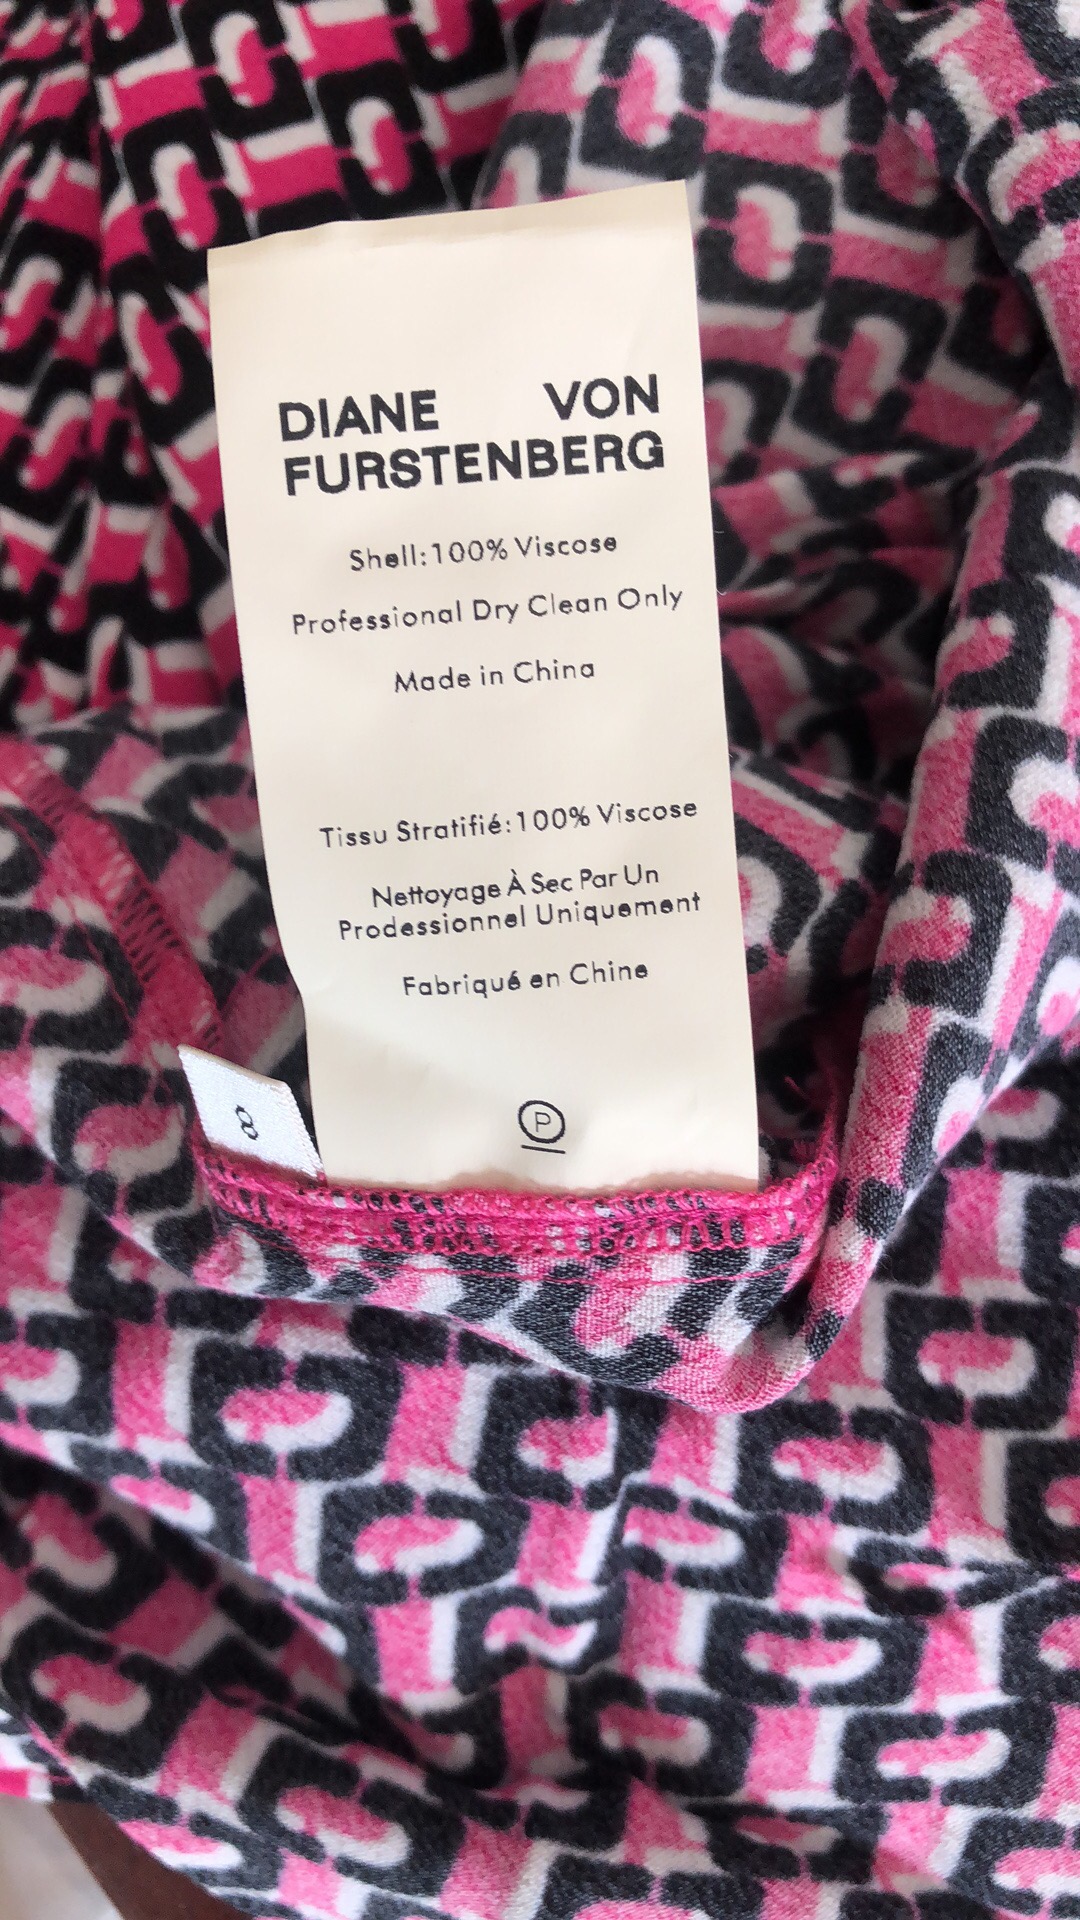 DIANE VON
FURSTENBERG
Shell:100% Viscose
Professional Dry Clean Only
Made in China
Tissu Stratifié:100% Viscose
Nettoyage À Sec Par Un
Prodessionnel Uniquement
Fabriqué en Chine
8
P